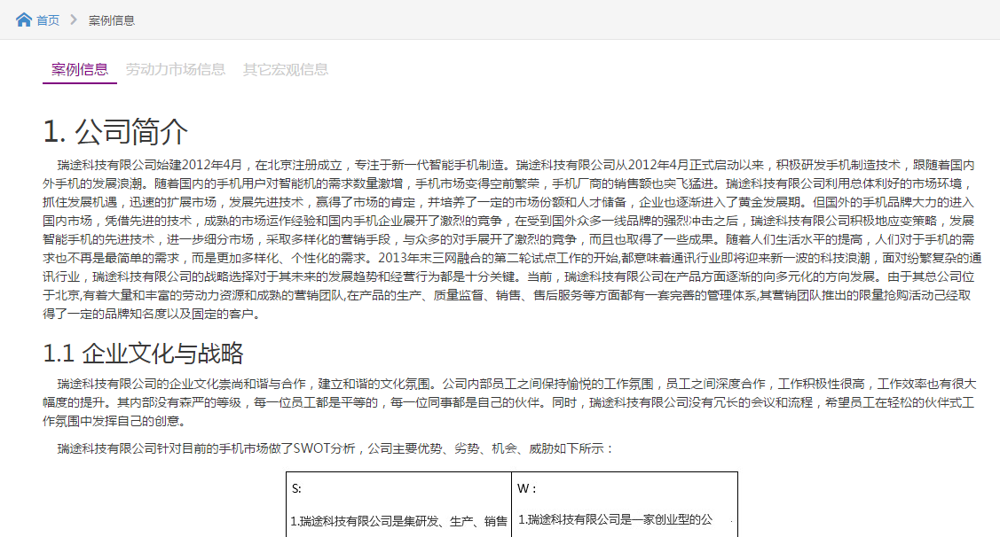 首页 > 案例信息
案例信息 劳动力市场信息 其它宏观信息
1. 公司简介
瑞途科技有限公司始建2012年4月，在北京注册成立，专注于新一代智能手机制造。瑞途科技有限公司从2012年4月正式启动以来，积极研发手机制造技术，跟随着国内
外手机的发展浪潮。随着国内的手机用户对智能机的需求数量激增，手机市场变得空前繁荣，手机厂商的销售额也突飞猛进。瑞途科技有限公司利用总体利好的市场环境，
抓住发展机遇，迅速的扩展市场，发展先进技术，赢得了市场的肯定，并培养了一定的市场份额和人才储备，企业也逐渐进入了黄金发展期。但国外的手机品牌大力的进入
国内市场，凭借先进的技术，成熟的市场运作经验和国内手机企业展开了激烈的竞争，在受到国外众多一线品牌的强烈冲击之后，瑞途科技有限公司积极地应变策略，发展
智能手机的先进技术，进一步细分市场，采取多样化的营销手段，与众多的对手展开了激烈的竞争，而且也取得了一些成果。随着人们生活水平的提高，人们对于手机的需
求也不再是最简单的需求，而是更加多样化、个性化的需求。2013年末三网融合的第二轮试点工作的开始,都意味着通讯行业即将迎来新一波的科技浪潮，面对纷繁复杂的通
讯行业，瑞途科技有限公司的战略选择对于其未来的发展趋势和经营行为都是十分关键。当前，瑞途科技有限公司在产品方面逐渐的向多元化的方向发展。由于其总公司位
于北京,有着大量和丰富的劳动力资源和成熟的营销团队,在产品的生产、质量监督、销售、售后服务等方面都有一套完善的管理体系,其营销团队推出的限量抢购活动已经取
得了一定的品牌知名度以及固定的客户。
1.1 企业文化与战略
瑞途科技有限公司的企业文化崇尚和谐与合作，建立和谐的文化氛围。公司内部员工之间保持愉悦的工作氛围，员工之间深度合作，工作积极性很高，工作效率也有很大
幅度的提升。其内部没有森严的等级，每一位员工都是平等的，每一位同事都是自己的伙伴。同时，瑞途科技有限公司没有冗长的会议和流程，希望员工在轻松的伙伴式工
作氛围中发挥自己的创意。
瑞途科技有限公司针对目前的手机市场做了SWOT分析，公司主要优势、劣势、机会、威胁如下所示：
S: W：
1.瑞途科技有限公司是集研发、生产、销售 1.瑞途科技有限公司是一家创业型的公